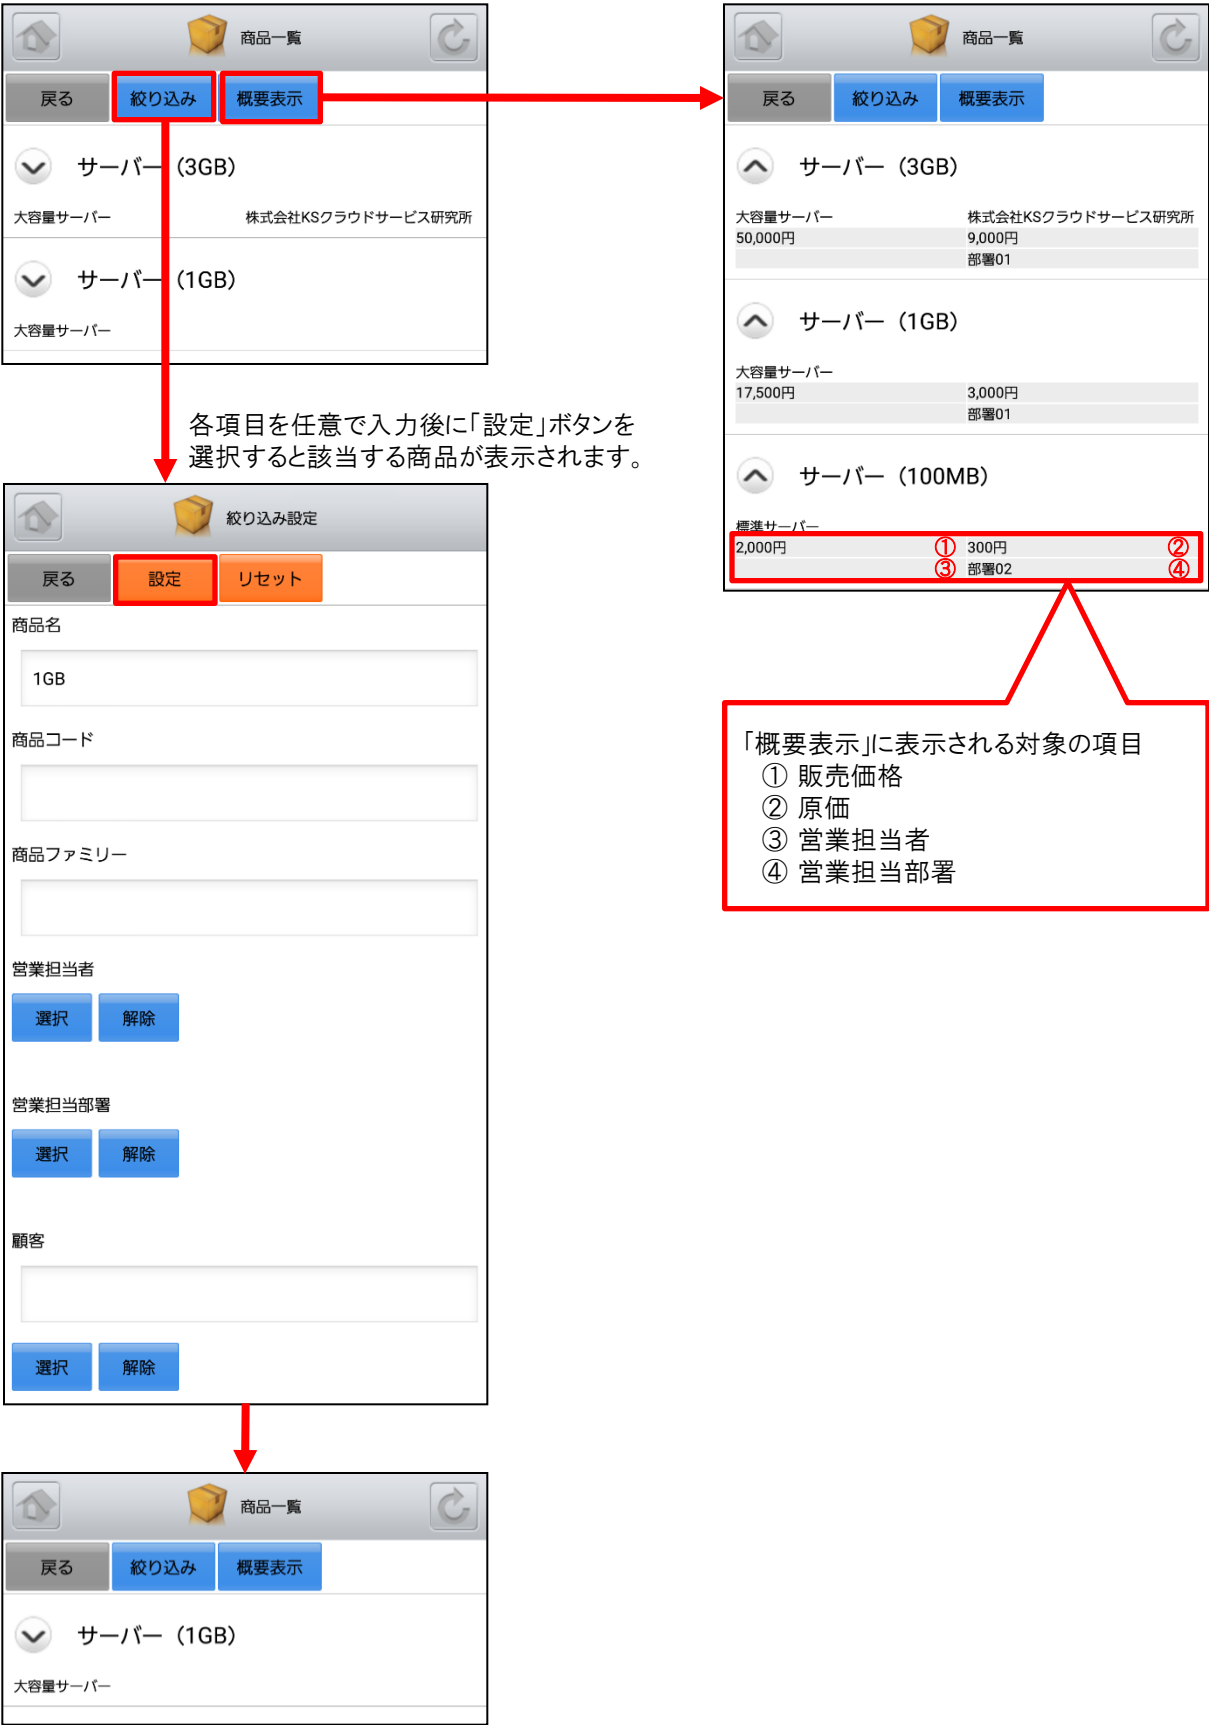 商品一覧
戻る 絞り込み 概要表示
サーバー（3GB）
大容量サーバー 株式会社KSクラウドサービス研究所
サーバー（1GB）
大容量サーバー
各項目を任意で入力後に「設定」ボタンを
選択すると該当する商品が表示されます。
絞り込み設定
戻る 設定 リセット
商品名
1GB
商品コード
商品ファミリー
営業担当者
選択 解除
営業担当部署
選択 解除
顧客
選択 解除
商品一覧
戻る 絞り込み 概要表示
サーバー（1GB）
大容量サーバー
商品一覧
戻る 絞り込み 概要表示
サーバー（3GB）
大容量サーバー 株式会社KSクラウドサービス研究所
50,000円 9,000円
部署01
サーバー（1GB）
大容量サーバー
17,500円 3,000円
部署01
サーバー（100MB）
標準サーバー
2,000円 ① 300円 ②
③ 部署02 ④
「概要表示」に表示される対象の項目
① 販売価格
② 原価
③ 営業担当者
④ 営業担当部署